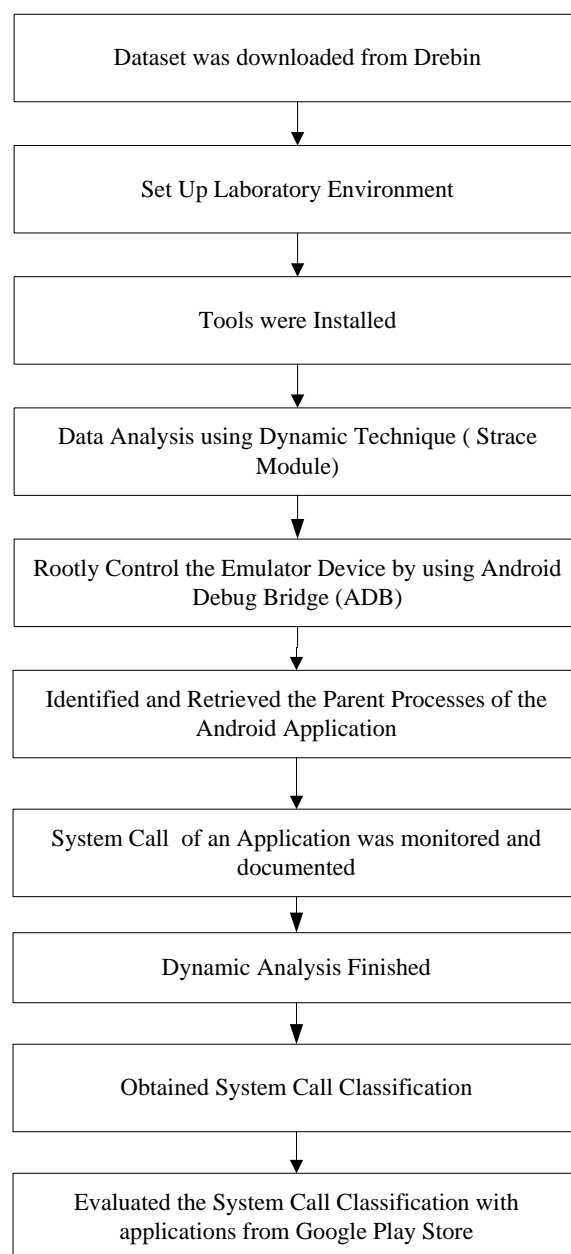 Dataset was downloaded from Drebin
Set Up Laboratory Environment
Tools were Installed
Data Analysis using Dynamic Technique ( Strace
Module)
Rootly Control the Emulator Device by using Android
Debug Bridge (ADB)
Identified and Retrieved the Parent Processes of the
Android Application
System Call of an Application was monitored and
documented
Dynamic Analysis Finished
Obtained System Call Classification
Evaluated the System Call Classification with
applications from Google Play Store